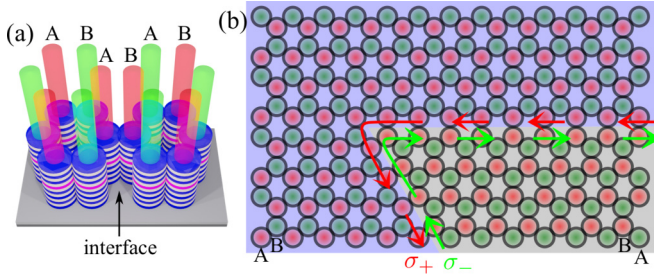 (a)
A B A B
A B
interface
(b)
A B
B A
σ+ σ−